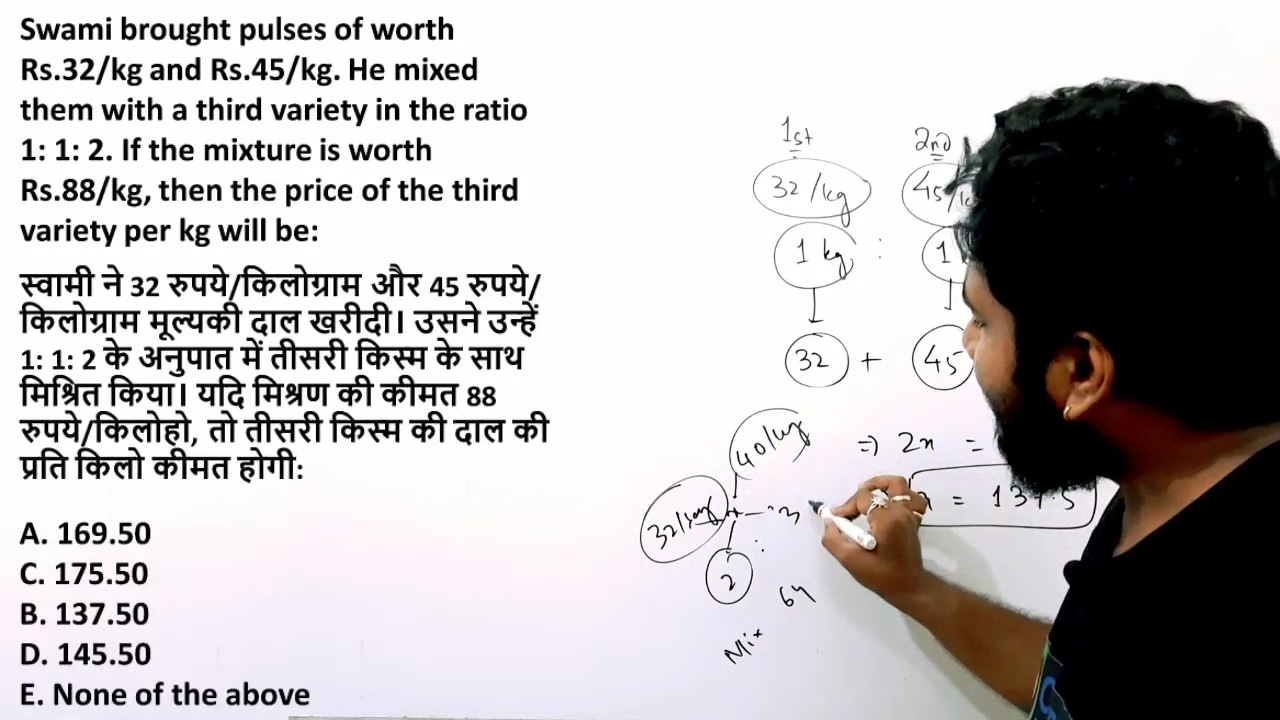 Swami brought pulses of worth
Rs.32/kg and Rs.45/kg. He mixed
them with a third variety in the ratio
1: 1: 2. If the mixture is worth
Rs.88/kg, then the price of the third
variety per kg will be:
स्वामी ने 32 रुपये/किलोग्राम और 45 रुपये/
किलोग्राम मूल्यकी दाल खरीदी। उसने उन्हें
1: 1: 2 के अनुपात में तीसरी किस्म के साथ
मिश्रित किया। यदि मिश्रण की कीमत 88
रुपये/किलोहो, तो तीसरी किस्म की दाल की
प्रति किलो कीमत होगी:
A. 169.50
C. 175.50
B. 137.50
D. 145.50
E. None of the above
1st 2nd
32/kg 45/
1 kg : 1
32 + 45
40/kg
⇒ 2x =
= 137.5
32/kg
3
:
2
64
Mix